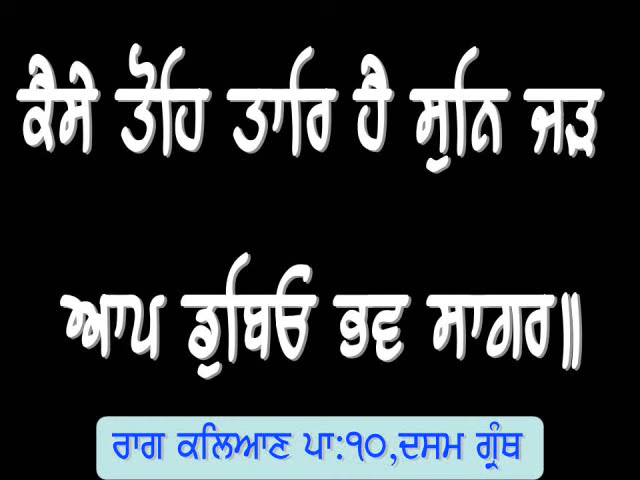 ਕੈਸੇ ਤੋਹਿ ਤਾਰਿ ਹੈ ਸੁਨਿ ਜੜ
ਆਪ ਡੁਬਿਓ ਭਵ ਸਾਗਰ॥
ਰਾਗ ਕਲਿਆਣ ਪਾ:੧੦,ਦਸਮ ਗ੍ਰੰਥ